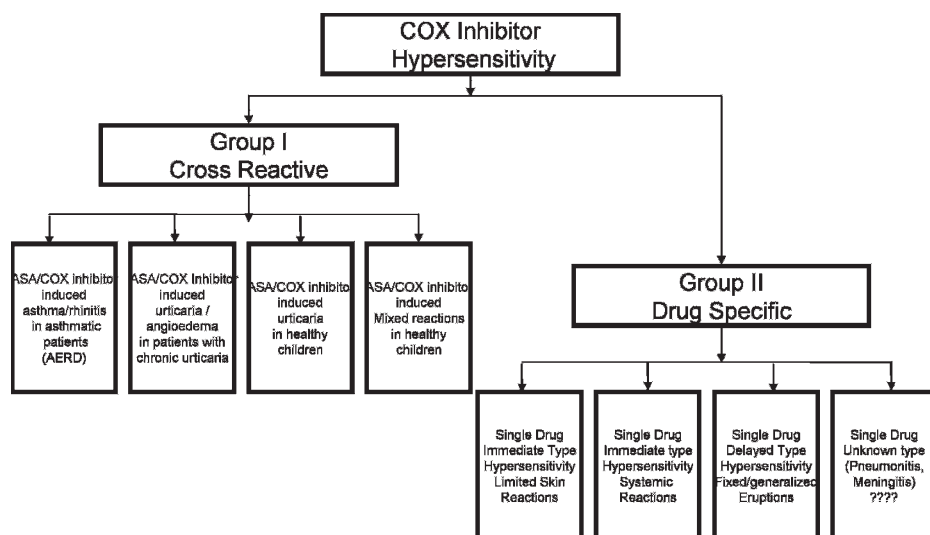 COX Inhibitor
Hypersensitivity
Group I
Cross Reactive
ASA/COX inhibitor
induced
asthma/rhinitis
in asthmatic
patients
(AERD)
ASA/COX Inhibitor
induced
urticaria /
angioedema
in patients with
chronic urticaria
ASA/COX inhibitor
induced
urticaria
in healthy
children
ASA/COX inhibitor
induced
Mixed reactions
in healthy
children
Group II
Drug Specific
Single Drug
Immediate Type
Hypersensitivity
Limited Skin
Reactions
Single Drug
Immediate type
Hypersensitivity
Systemic
Reactions
Single Drug
Delayed Type
Hypersensitivity
Fixed/generalized
Eruptions
Single Drug
Unknown type
(Pneumonitis,
Meningitis)
????